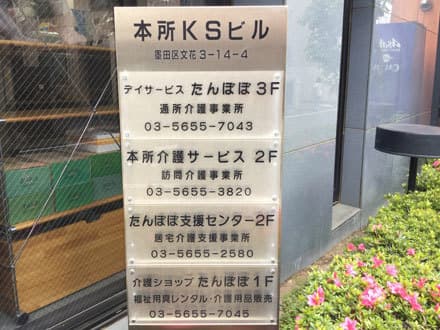 本所KSビル
墨田区文花3-14-4
デイサービス たんぽぽ 3F
通所介護事業所
03-5655-7043
本所介護サービス 2F
訪問介護事業所
03-5655-3820
たんぽぽ支援センター2F
居宅介護支援事業所
03-5655-2580
介護ショップ たんぽぽ 1F
福祉用具レンタル・介護用品販売
03-5655-7045